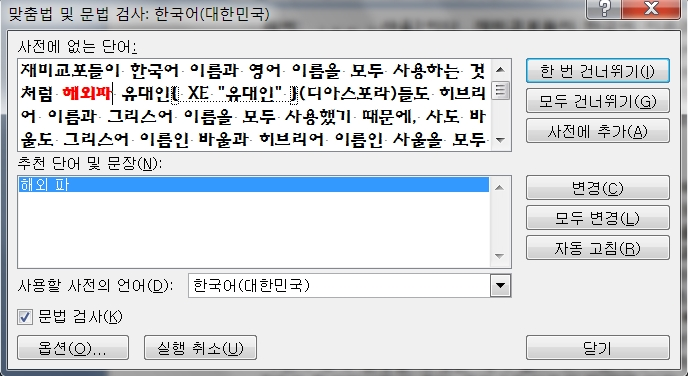 맞춤법 및 문법 검사: 한국어(대한민국)
사전에 없는 단어:
재미교포들이 한국어 이름과 영어 이름을 모두 사용하는 것
처럼 해외파 유대인{ XE "유대인" }(디아스포라)들도 히브리
어 이름과 그리스어 이름을 모두 사용했기 때문에, 사도 바
울도 그리스어 이름인 바울과 히브리어 이름인 사울을 모두
한 번 건너뛰기(I)
모두 건너뛰기(G)
사전에 추가(A)
추천 단어 및 문장(N):
해외 파
변경(C)
모두 변경(L)
자동 고침(R)
사용할 사전의 언어(D):
한국어(대한민국)
문법 검사(K)
옵션(O)...
실행 취소(U)
닫기